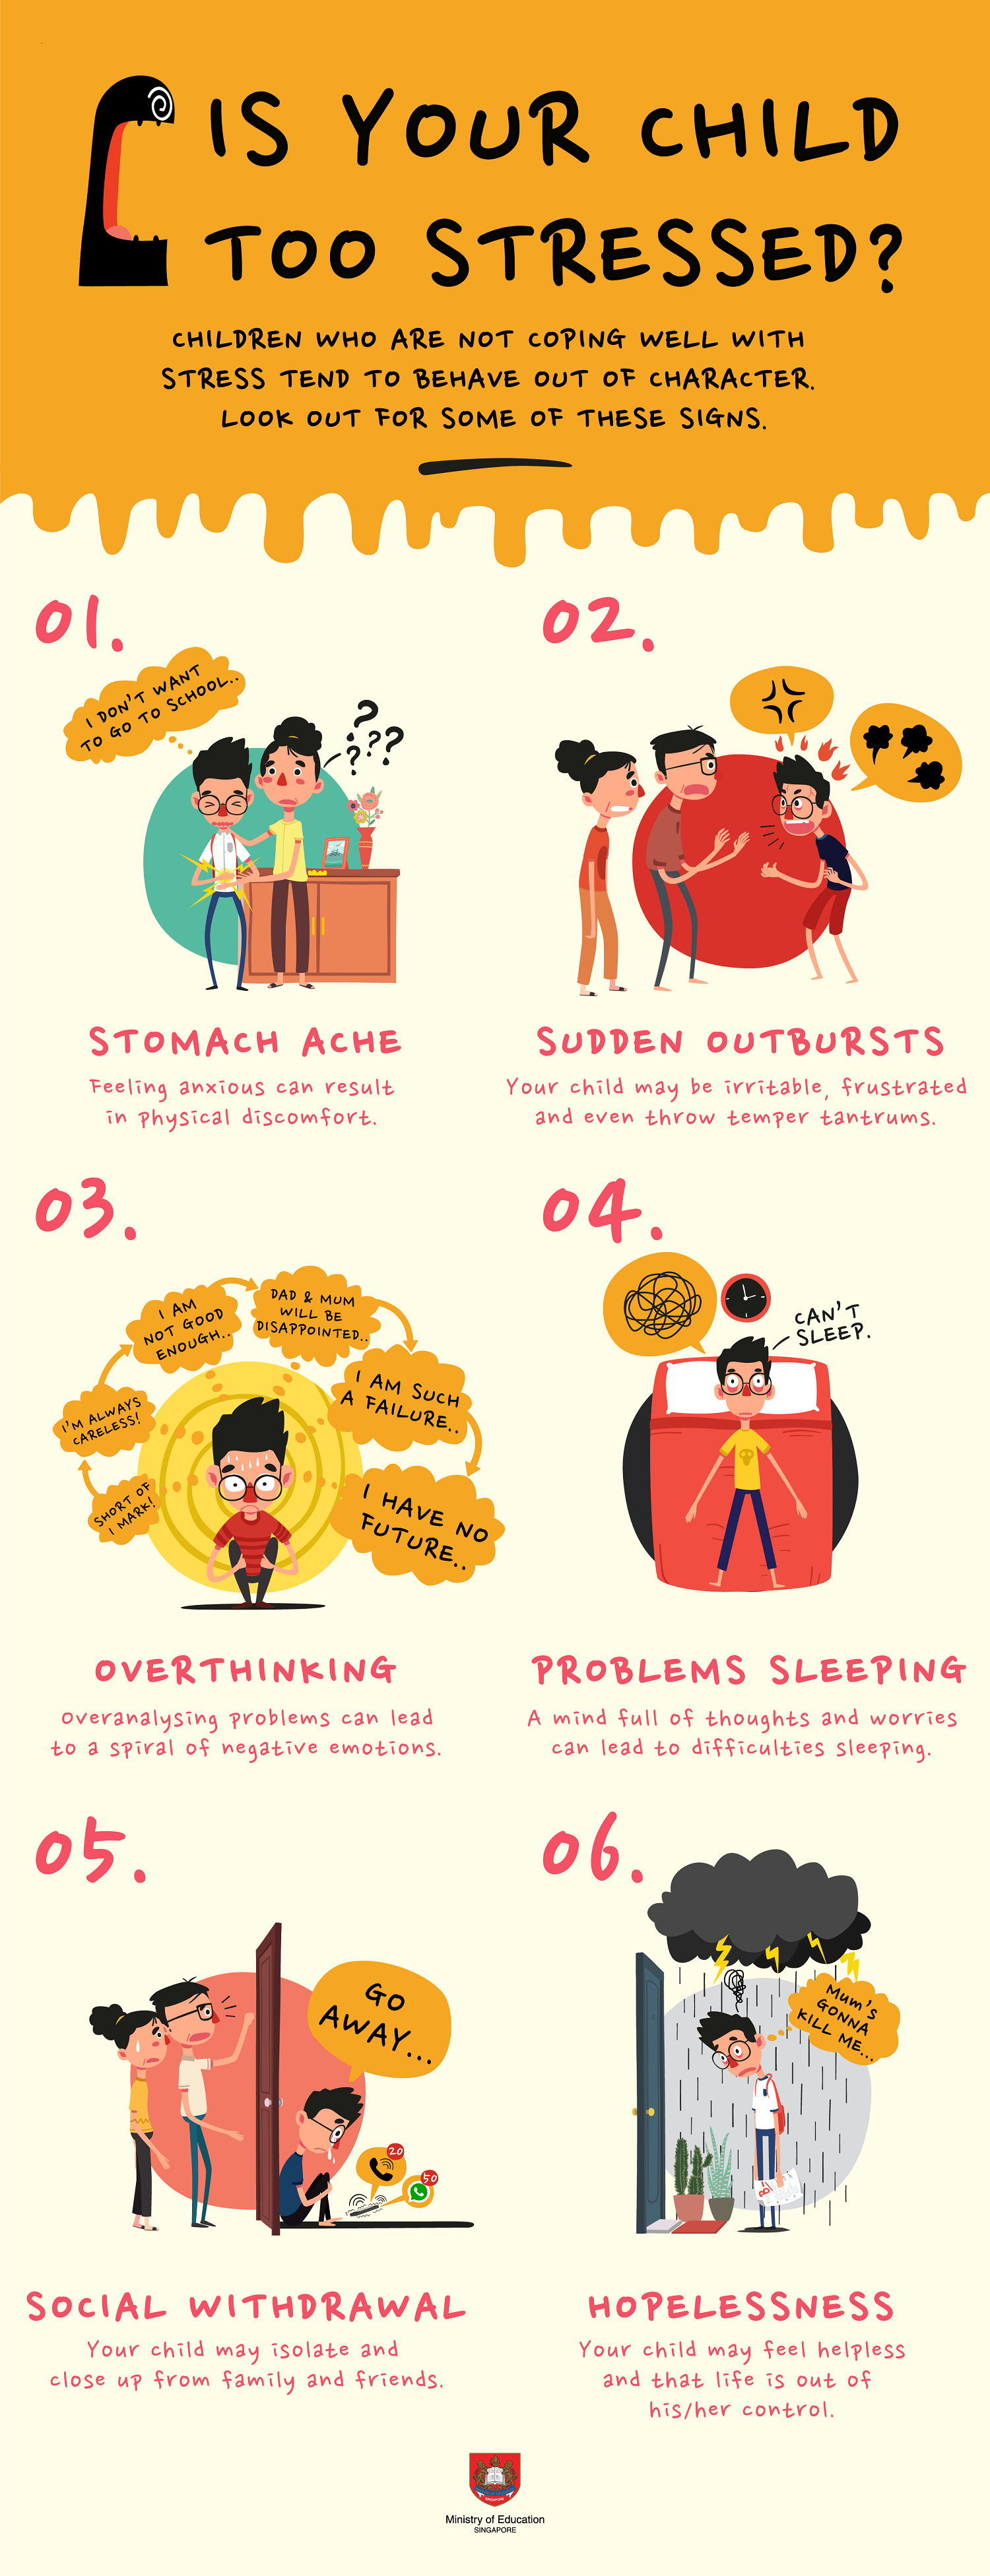 IS YOUR CHILD
TOO STRESSED?
CHILDREN WHO ARE NOT COPING WELL WITH
STRESS TEND TO BEHAVE OUT OF CHARACTER.
LOOK OUT FOR SOME OF THESE SIGNS.
01.
I DON'T WANT
TO GO TO SCHOOL..
? ? ? ?
STOMACH ACHE
Feeling anxious can result
in physical discomfort.
02.
SUDDEN OUTBURSTS
Your child may be irritable, frustrated
and even throw temper tantrums.
03.
SHORT OF
1 MARK!
I'M ALWAYS
CARELESS!
I AM
NOT GOOD
ENOUGH..
DAD & MUM
WILL BE
DISAPPOINTED..
I AM SUCH
A FAILURE..
I HAVE NO
FUTURE..
OVERTHINKING
Overanalysing problems can lead
to a spiral of negative emotions.
04.
CAN'T
SLEEP.
PROBLEMS SLEEPING
A mind full of thoughts and worries
can lead to difficulties sleeping.
05.
GO
AWAY...
20
50
SOCIAL WITHDRAWAL
Your child may isolate and
close up from family and friends.
06.
MUM'S
GONNA
KILL ME...
HOPELESSNESS
Your child may feel helpless
and that life is out of
his/her control.
SINGAPORE
Ministry of Education
SINGAPORE